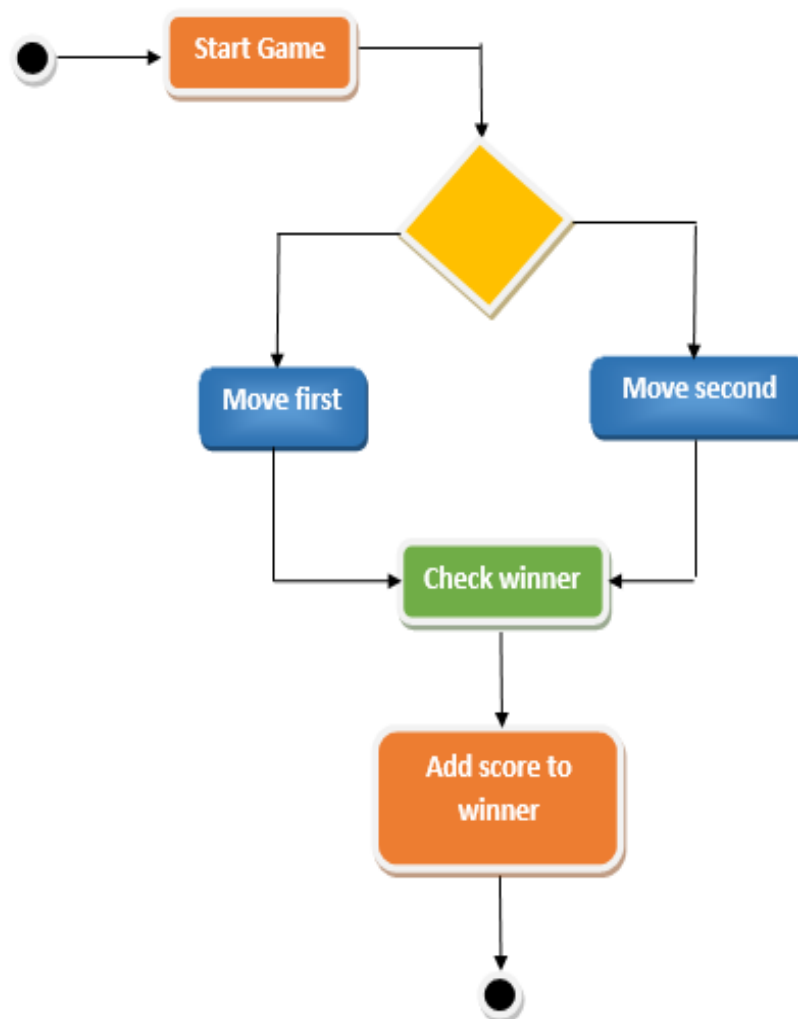 Start Game
Move first
Move second
Check winner
Add score to
winner